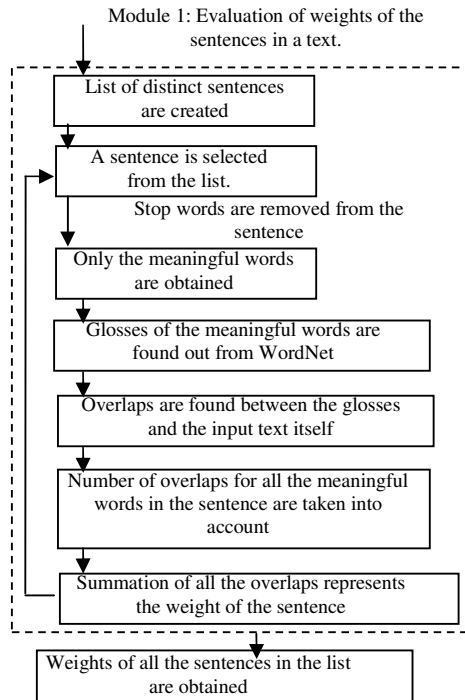 Module 1: Evaluation of weights of the
sentences in a text.
List of distinct sentences
are created
A sentence is selected
from the list.
Stop words are removed from the
sentence
Only the meaningful words
are obtained
Glosses of the meaningful words are
found out from WordNet
Overlaps are found between the glosses
and the input text itself
Number of overlaps for all the meaningful
words in the sentence are taken into
account
Summation of all the overlaps represents
the weight of the sentence
Weights of all the sentences in the list
are obtained